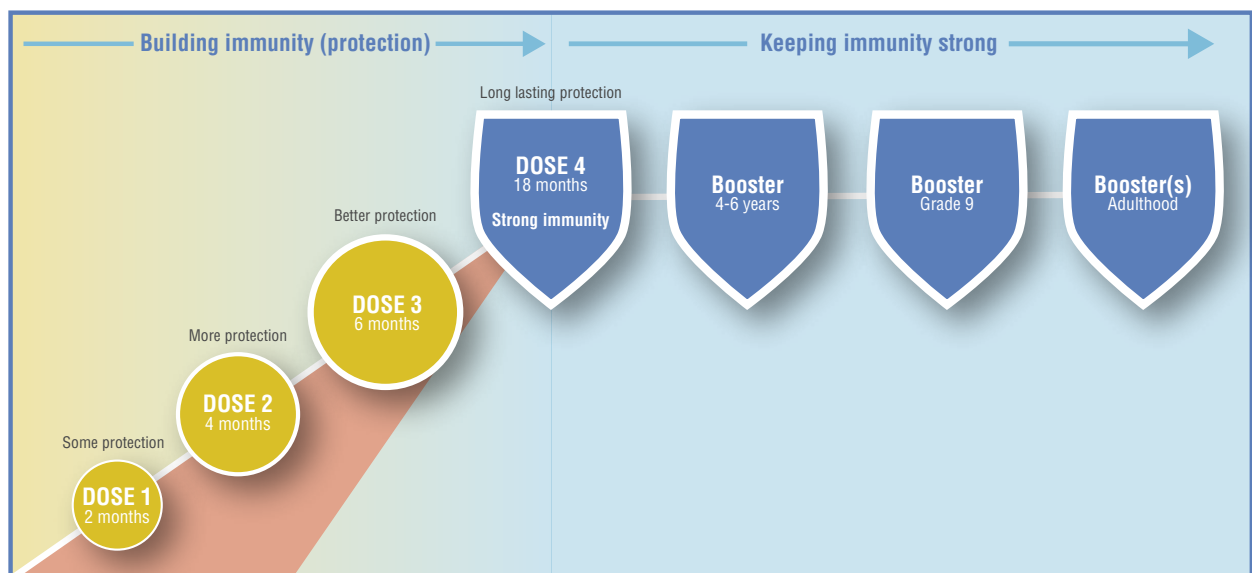 Building immunity (protection)
Keeping immunity strong
Long lasting protection
DOSE 4
18 months
Strong immunity
Booster
4-6 years
Booster
Grade 9
Booster(s)
Adulthood
Better protection
DOSE 3
6 months
More protection
DOSE 2
4 months
Some protection
DOSE 1
2 months